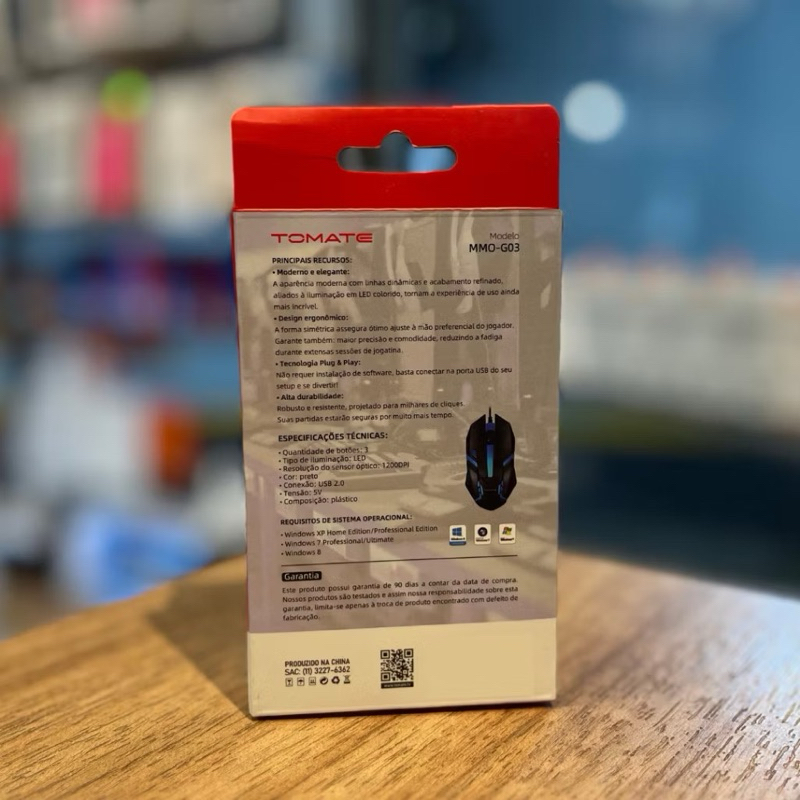 TOMATE
Modelo
MMO-G03
PRINCIPAIS RECURSOS:
• Moderno e elegante:
A aparência moderna com linhas dinâmicas e acabamento refinado,
aliados à iluminação em LED colorido, tornam a experiência de uso ainda
mais incrível.
• Design ergonômico:
A forma simétrica assegura ótimo ajuste à mão preferencial do jogador.
Garante também: maior precisão e comodidade, reduzindo a fadiga
durante extensas sessões de jogatina.
• Tecnologia Plug & Play:
Não requer instalação de software, basta conectar na porta USB do seu
setup e se divertir!
• Alta durabilidade:
Robusto e resistente, projetado para milhares de cliques.
Suas partidas estarão seguras por muito mais tempo.
ESPECIFICAÇÕES TÉCNICAS:
• Quantidade de botões: 3
• Tipo de iluminação: LED
• Resolução do sensor óptico: 1200DPI
• Cor: preto
• Conexão: USB 2.0
• Tensão: 5V
• Composição: plástico
REQUISITOS DE SISTEMA OPERACIONAL:
• Windows XP Home Edition/Professional Edition
• Windows 7 Professional/Ultimate
• Windows 8
Garantia
Este produto possui garantia de 90 dias a contar da data de compra.
Nossos produtos são testados e assim nossa responsabilidade sobre esta
garantia, limita-se apenas à troca de produto encontrado com defeito de
fabricação.
PRODUZIDO NA CHINA
SAC: (11) 3227-6362